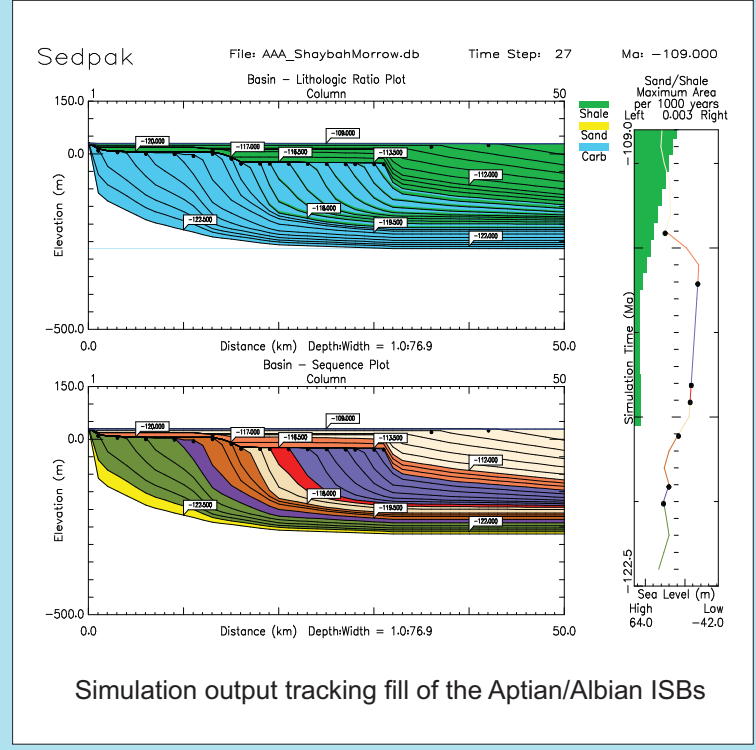 Sedpak File: AAA_ShaybahMorrow.db Time Step: 27 Ma: -109.000
Basin - Lithologic Ratio Plot
1 Column 50
150.0
0.0
-500.0
Elevation (m)
-109.000
-120.000
-117.000
-116.500
-113.500
-112.000
-118.000
-122.500
-119.500
-122.000
0.0 Distance (km) Depth:Width = 1.0:76.9 50.0
Shale
Sand
Carb
Basin - Sequence Plot
1 Column 50
150.0
0.0
-500.0
Elevation (m)
-109.000
-120.000
-117.000
-116.500
-113.500
-112.000
-118.000
-122.500
-119.500
-122.000
0.0 Distance (km) Depth:Width = 1.0:76.9 50.0
Sand/Shale
Maximum Area
per 1000 years
Left 0.003 Right
-109.0
Simulation Time (Ma)
-122.5
Sea Level (m)
High Low
64.0 -42.0
Simulation output tracking fill of the Aptian/Albian ISBs